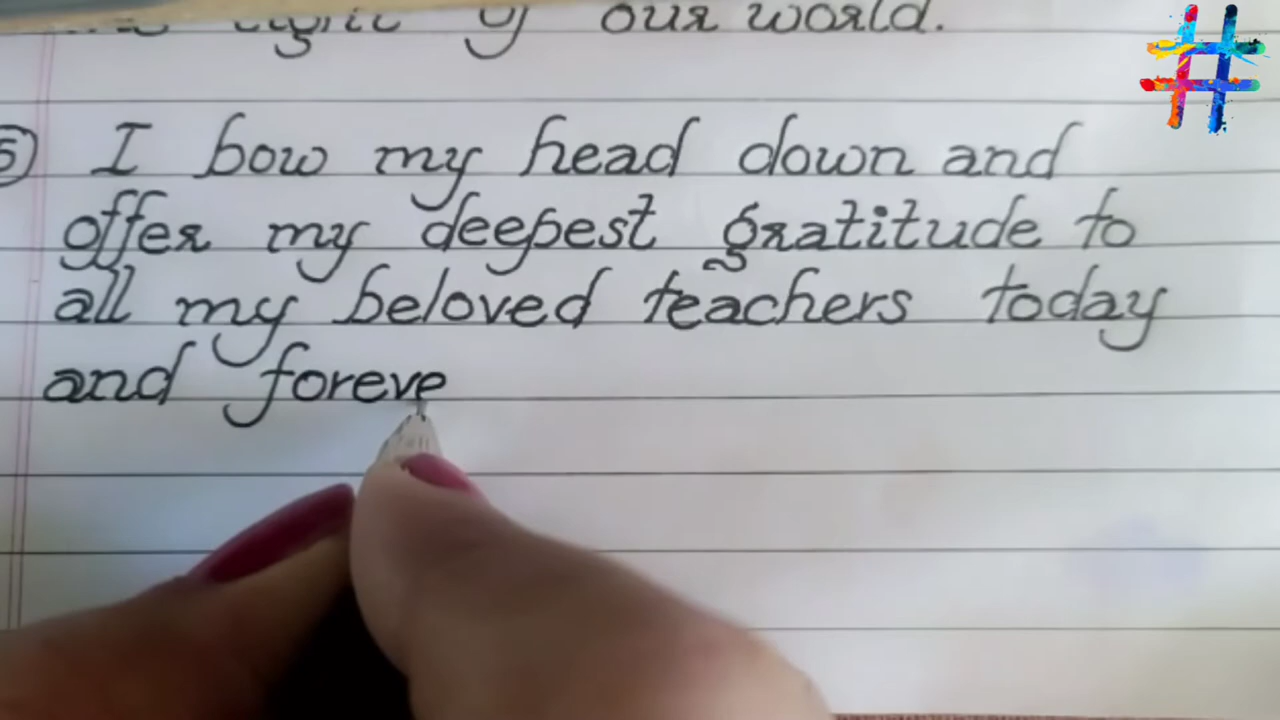 our world.
5) I bow my head down and
offer my deepest gratitude to
all my beloved teachers today
and foreve